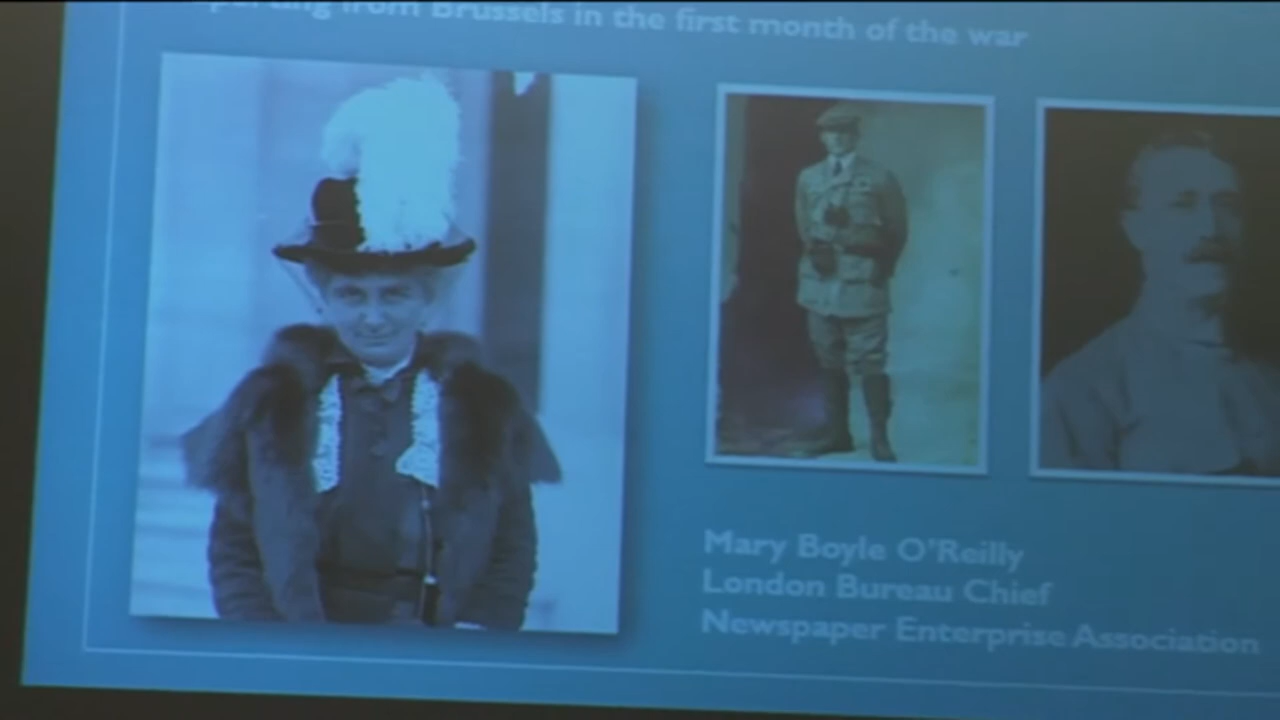 from Brussels in the first month of the war
Mary Boyle O'Reilly
London Bureau Chief
Newspaper Enterprise Association